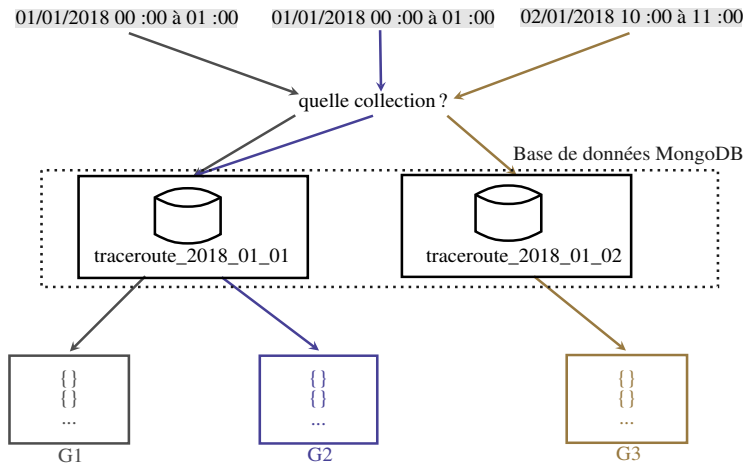 01/01/2018 00 :00 à 01 :00
01/01/2018 00 :00 à 01 :00
02/01/2018 10 :00 à 11 :00
quelle collection ?
Base de données MongoDB
traceroute_2018_01_01
traceroute_2018_01_02
{}
{}
...
G1
{}
{}
...
G2
{}
{}
...
G3